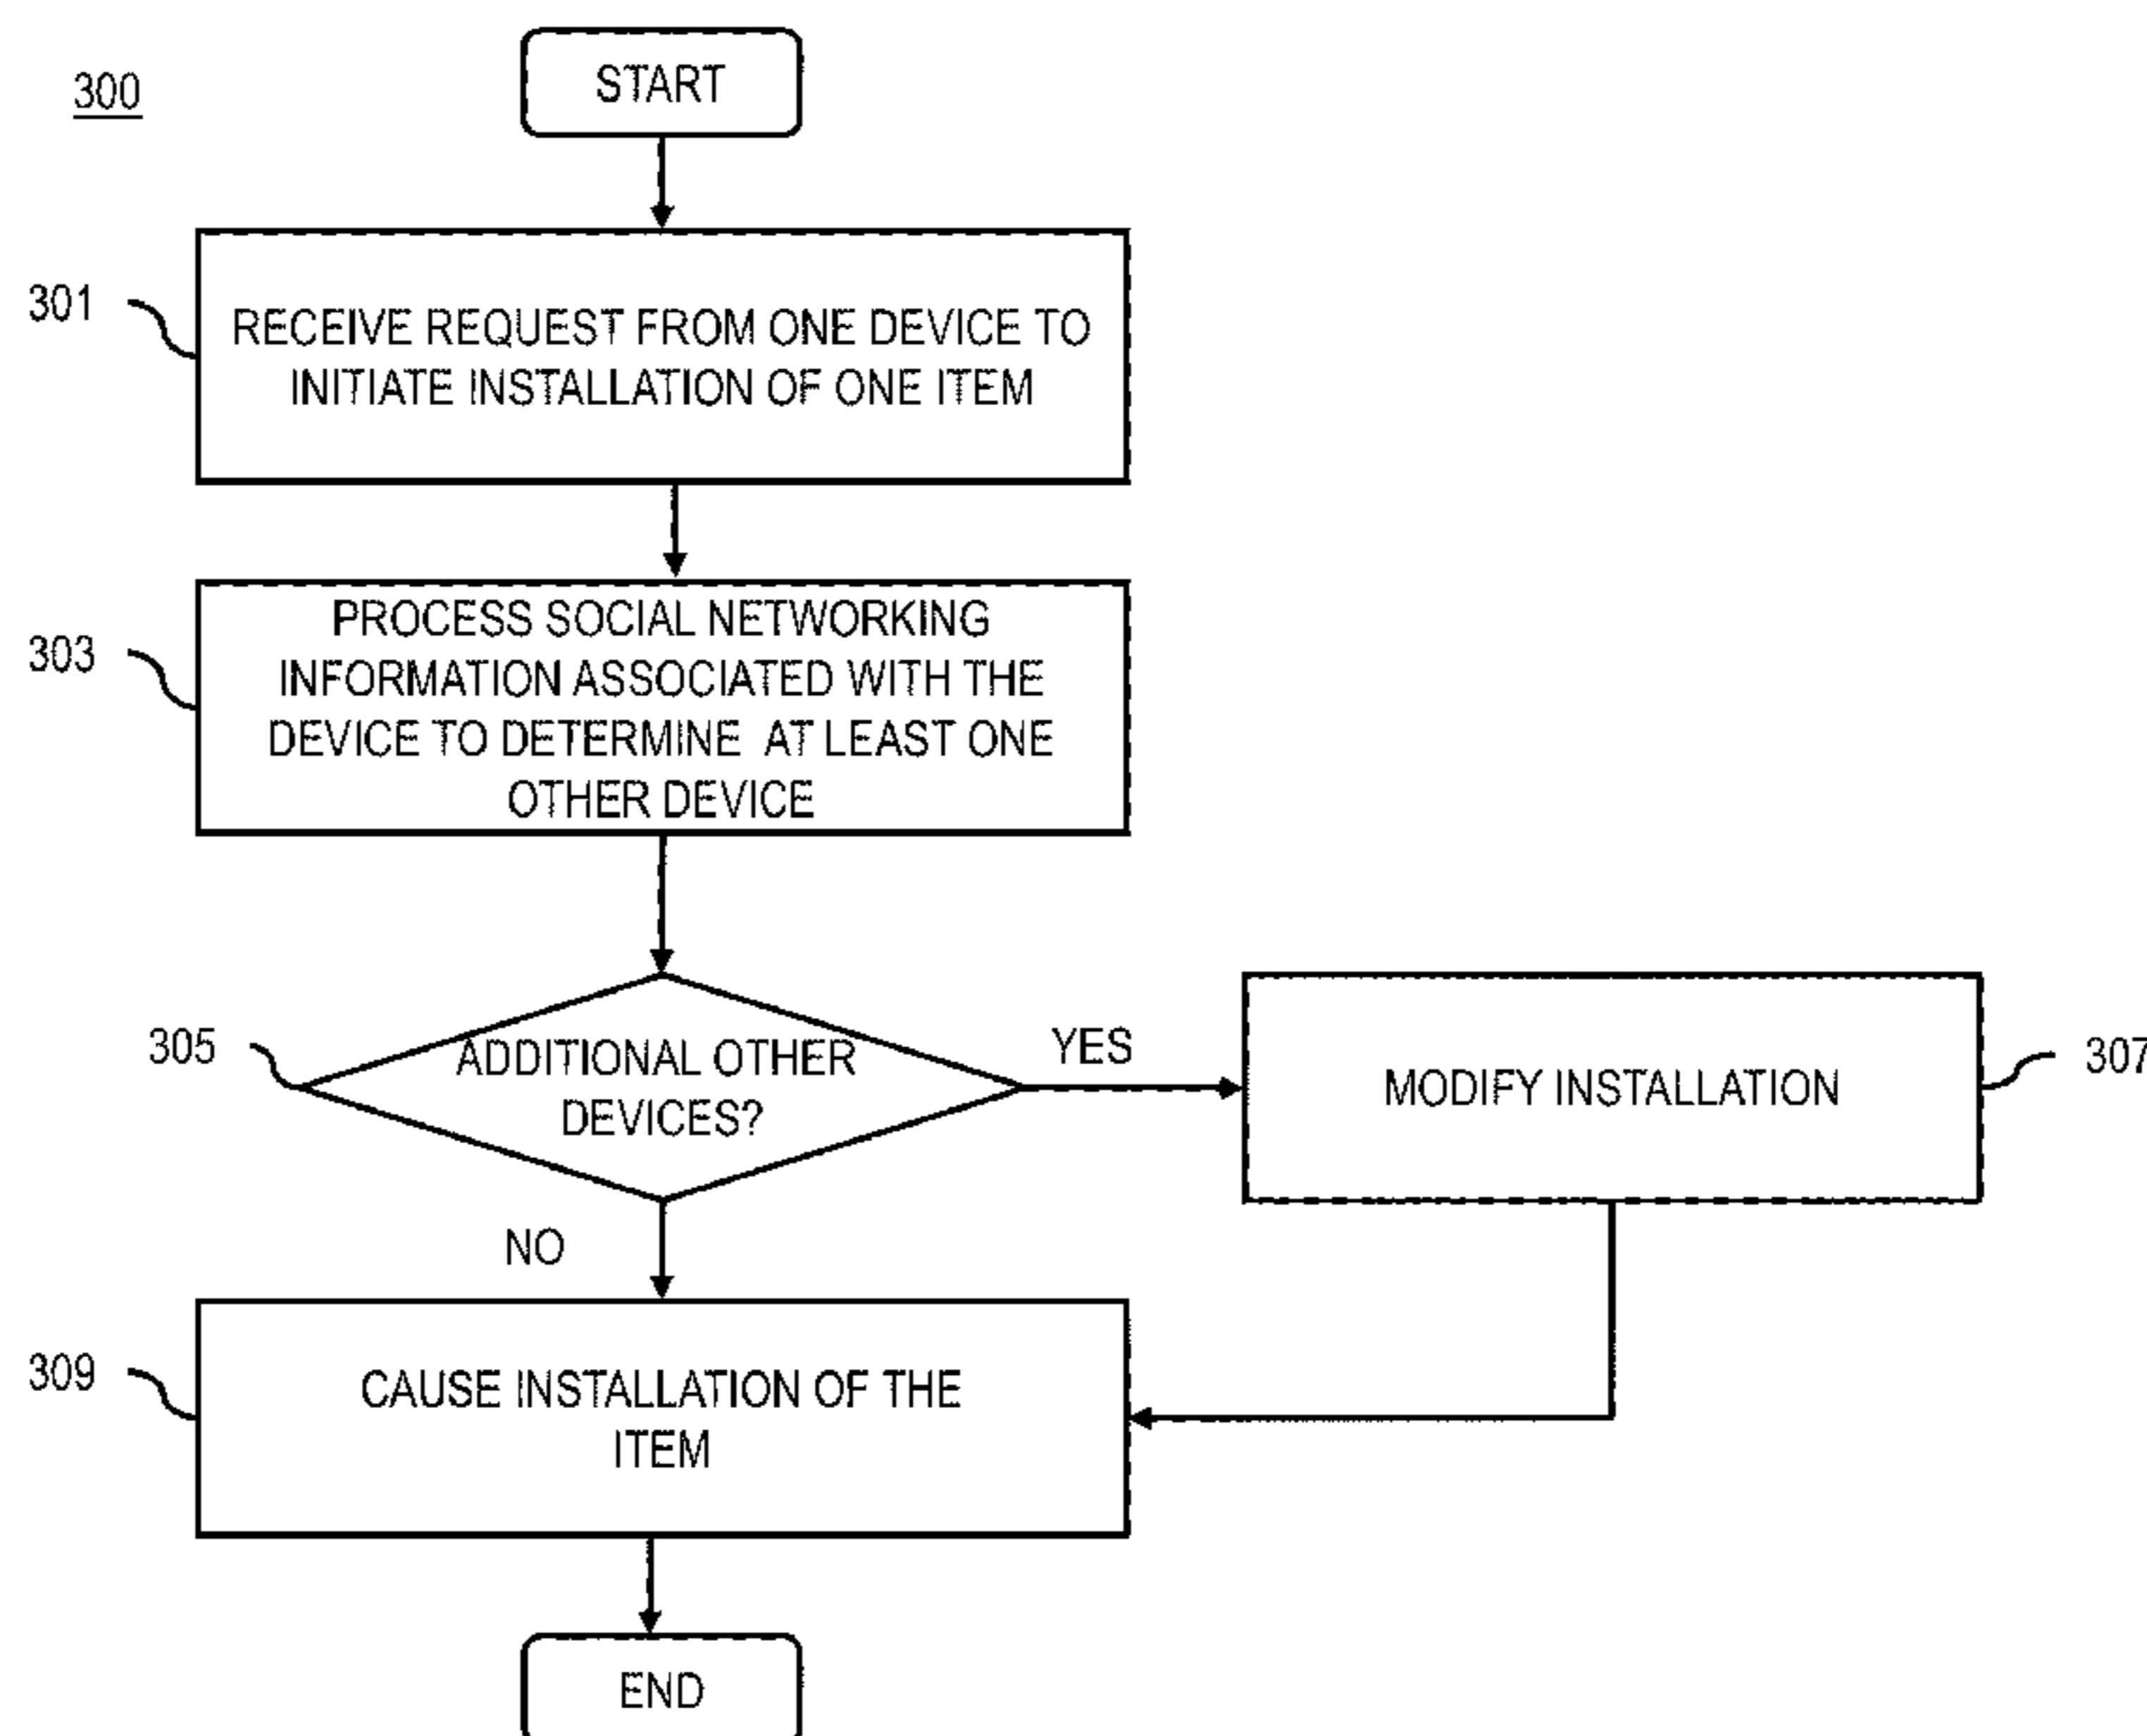 300
START
301
RECEIVE REQUEST FROM ONE DEVICE TO
INITIATE INSTALLATION OF ONE ITEM
303
PROCESS SOCIAL NETWORKING
INFORMATION ASSOCIATED WITH THE
DEVICE TO DETERMINE AT LEAST ONE
OTHER DEVICE
305
ADDITIONAL OTHER
DEVICES?
YES
MODIFY INSTALLATION
307
NO
309
CAUSE INSTALLATION OF THE
ITEM
END